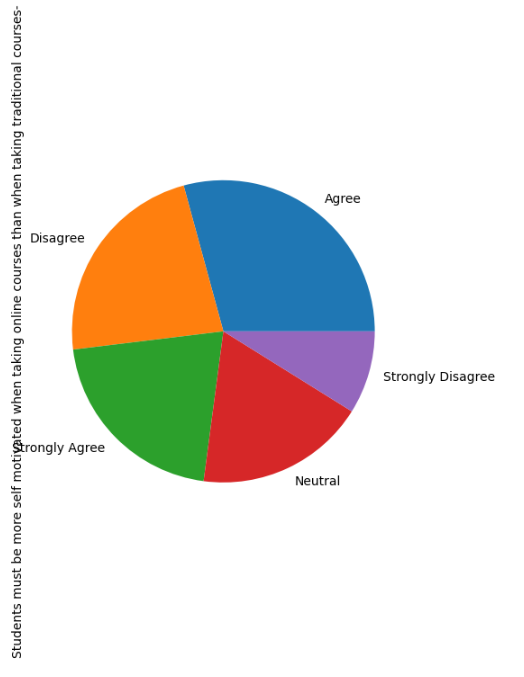 Students must be more self motivated when taking online courses than when taking traditional courses-
Agree
Disagree
Strongly Agree
Neutral
Strongly Disagree